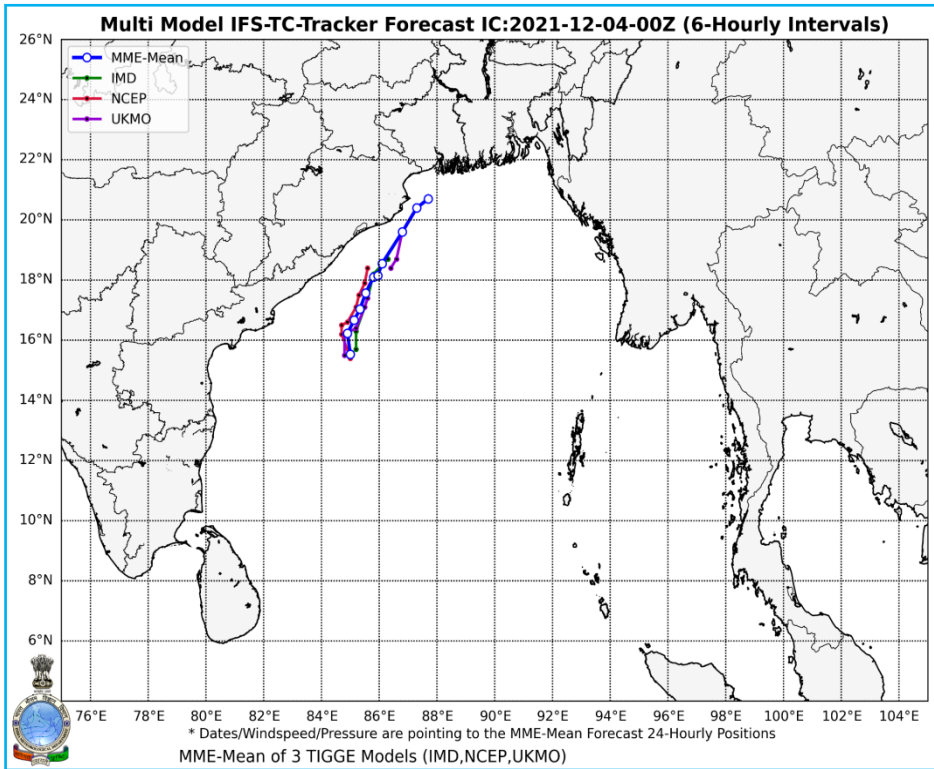 Multi Model IFS-TC-Tracker Forecast IC:2021-12-04-00Z (6-Hourly Intervals)
26°N
24°N
22°N
20°N
18°N
16°N
14°N
12°N
10°N
8°N
6°N
MME-Mean
IMD
NCEP
UKMO
76°E 78°E 80°E 82°E 84°E 86°E 88°E 90°E 92°E 94°E 96°E 98°E 100°E 102°E 104°E
* Dates/Windspeed/Pressure are pointing to the MME-Mean Forecast 24-Hourly Positions
MME-Mean of 3 TIGGE Models (IMD,NCEP,UKMO)